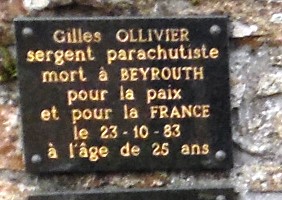 Gilles OLLIVIER
sergent parachutiste
mort à BEYROUTH
pour la paix
et pour la FRANCE
le 23-10-83
à l'âge de 25 ans